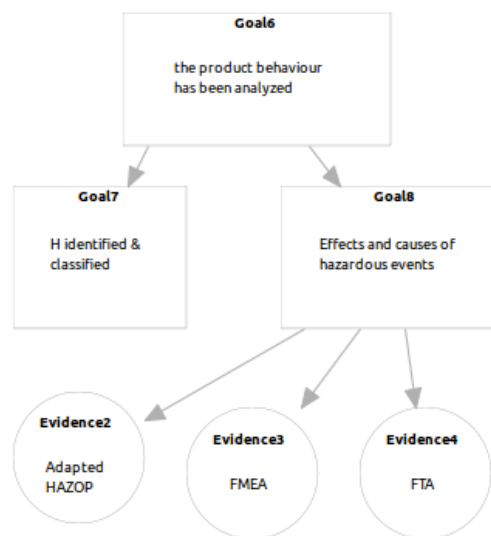 Goal6
the product behaviour
has been analyzed
Goal7
H identified &
classified
Goal8
Effects and causes of
hazardous events
Evidence2
Adapted
HAZOP
Evidence3
FMEA
Evidence4
FTA